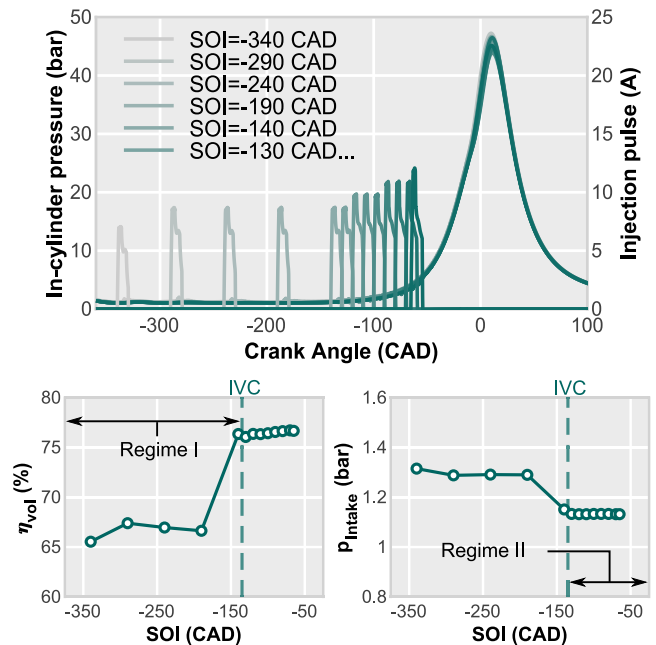 In-cylinder pressure (bar)
50
40
30
20
10
0
SOI=-340 CAD
SOI=-290 CAD
SOI=-240 CAD
SOI=-190 CAD
SOI=-140 CAD
SOI=-130 CAD...
25
20
15
10
5
0
Injection pulse (A)
-300 -200 -100 0 100
Crank Angle (CAD)
IVC
ηvol (%)
80
75
70
65
60
Regime I
-350 -250 -150 -50
SOI (CAD)
IVC
pIntake (bar)
1.6
1.4
1.2
1
0.8
Regime II
-350 -250 -150 -50
SOI (CAD)